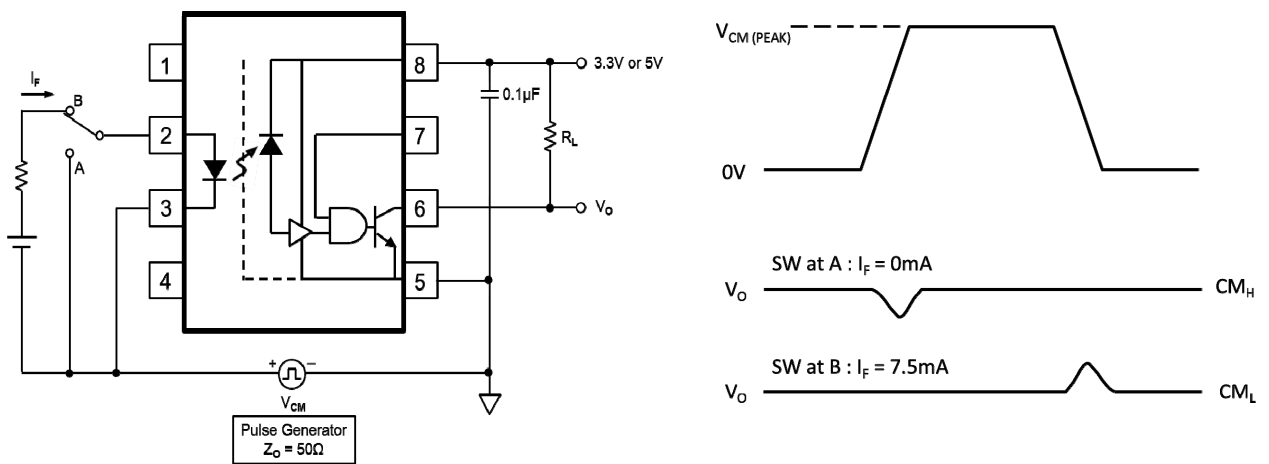 1
8
3.3V or 5V
I_F
B
0.1µF
2
7
R_L
A
3
6
V_O
4
5
+
−
V_CM
Pulse Generator
Z_O = 50Ω
V_CM (PEAK)
0V
SW at A : I_F = 0mA
V_O
CM_H
SW at B : I_F = 7.5mA
V_O
CM_L